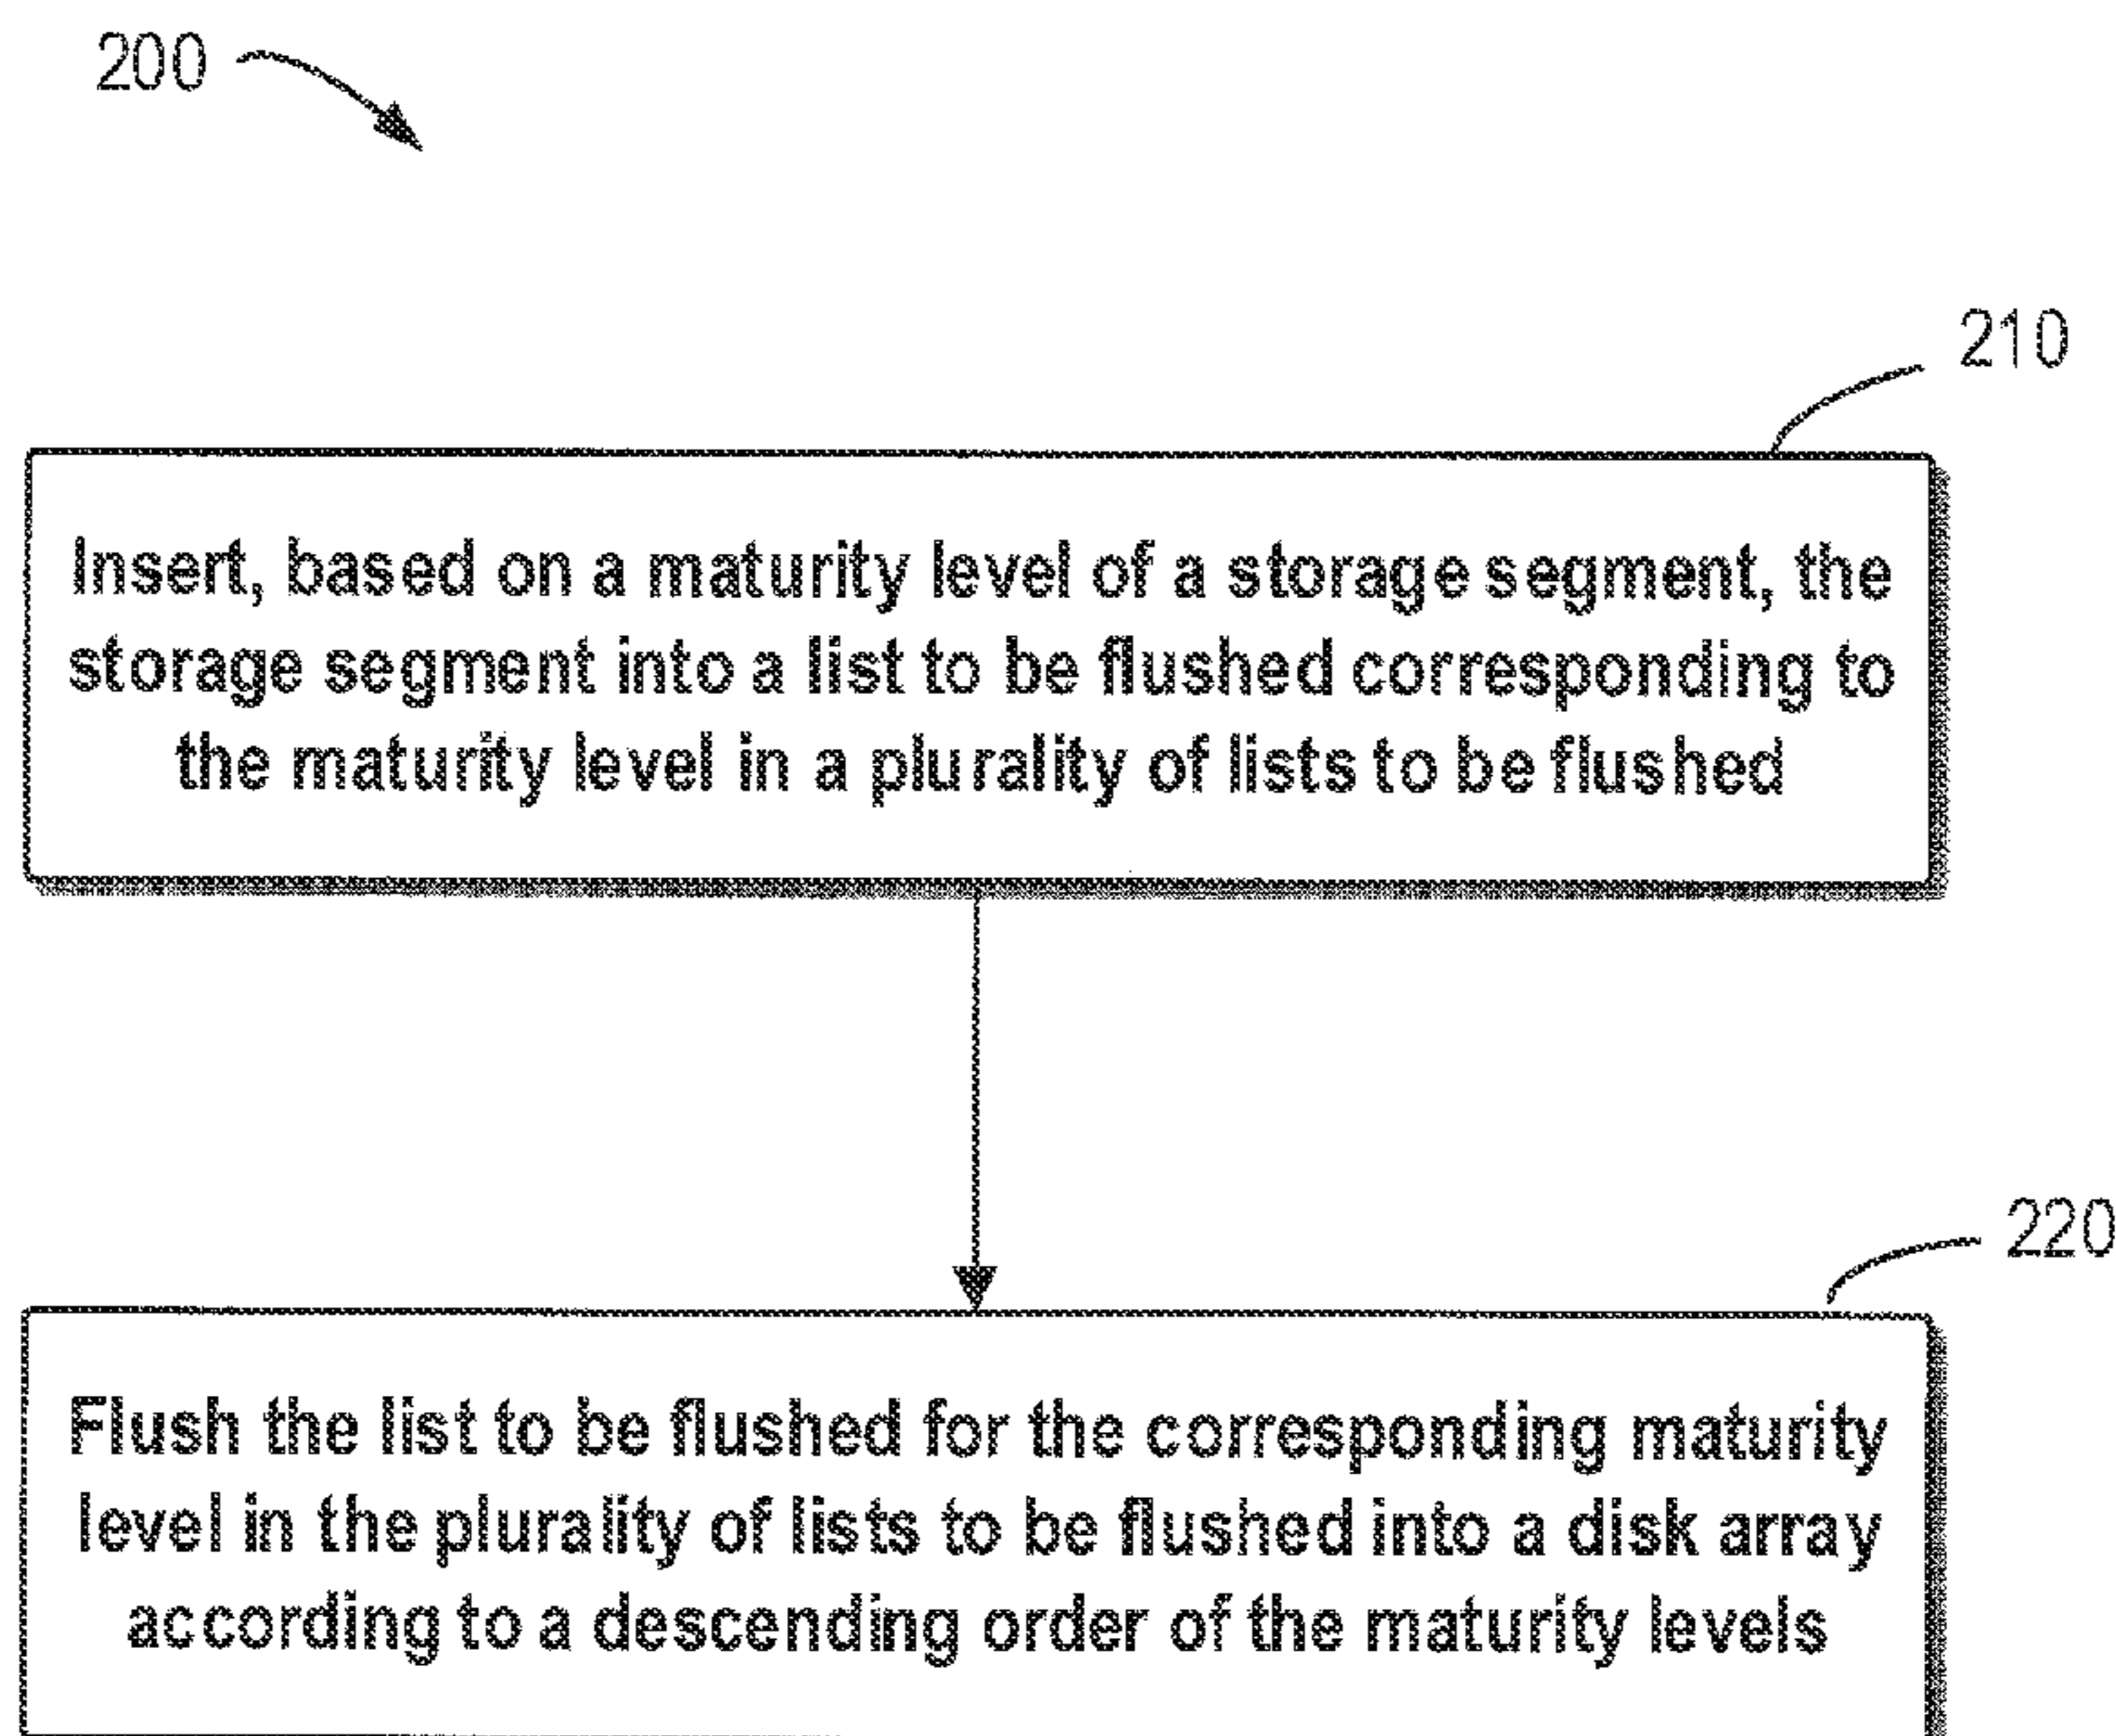 200
210
Insert, based on a maturity level of a storage segment, the
storage segment into a list to be flushed corresponding to
the maturity level in a plurality of lists to be flushed
220
Flush the list to be flushed for the corresponding maturity
level in the plurality of lists to be flushed into a disk array
according to a descending order of the maturity levels